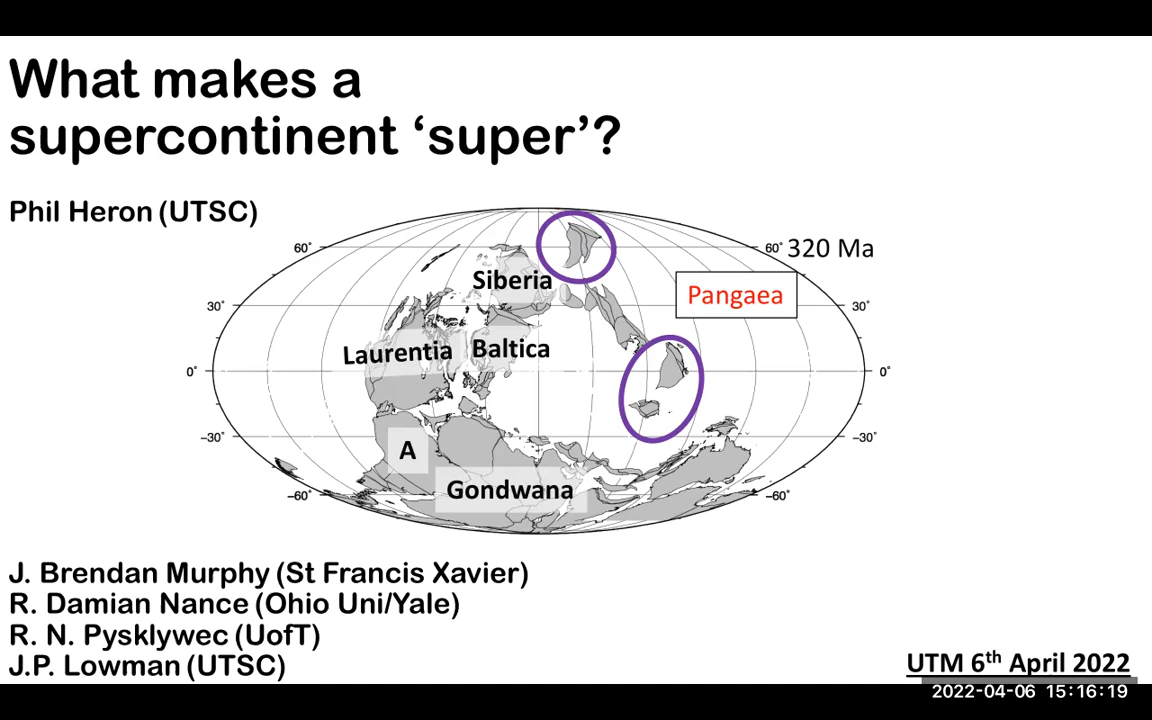 What makes a
supercontinent ‘super’?
Phil Heron (UTSC)
60°
60° 320 Ma
Siberia
Pangaea
30°
30°
Laurentia
Baltica
0°
0°
−30°
−30°
A
Gondwana
−60°
−60°
J. Brendan Murphy (St Francis Xavier)
R. Damian Nance (Ohio Uni/Yale)
R. N. Pysklywec (UofT)
J.P. Lowman (UTSC)
UTM 6th April 2022
2022-04-06 15:16:19